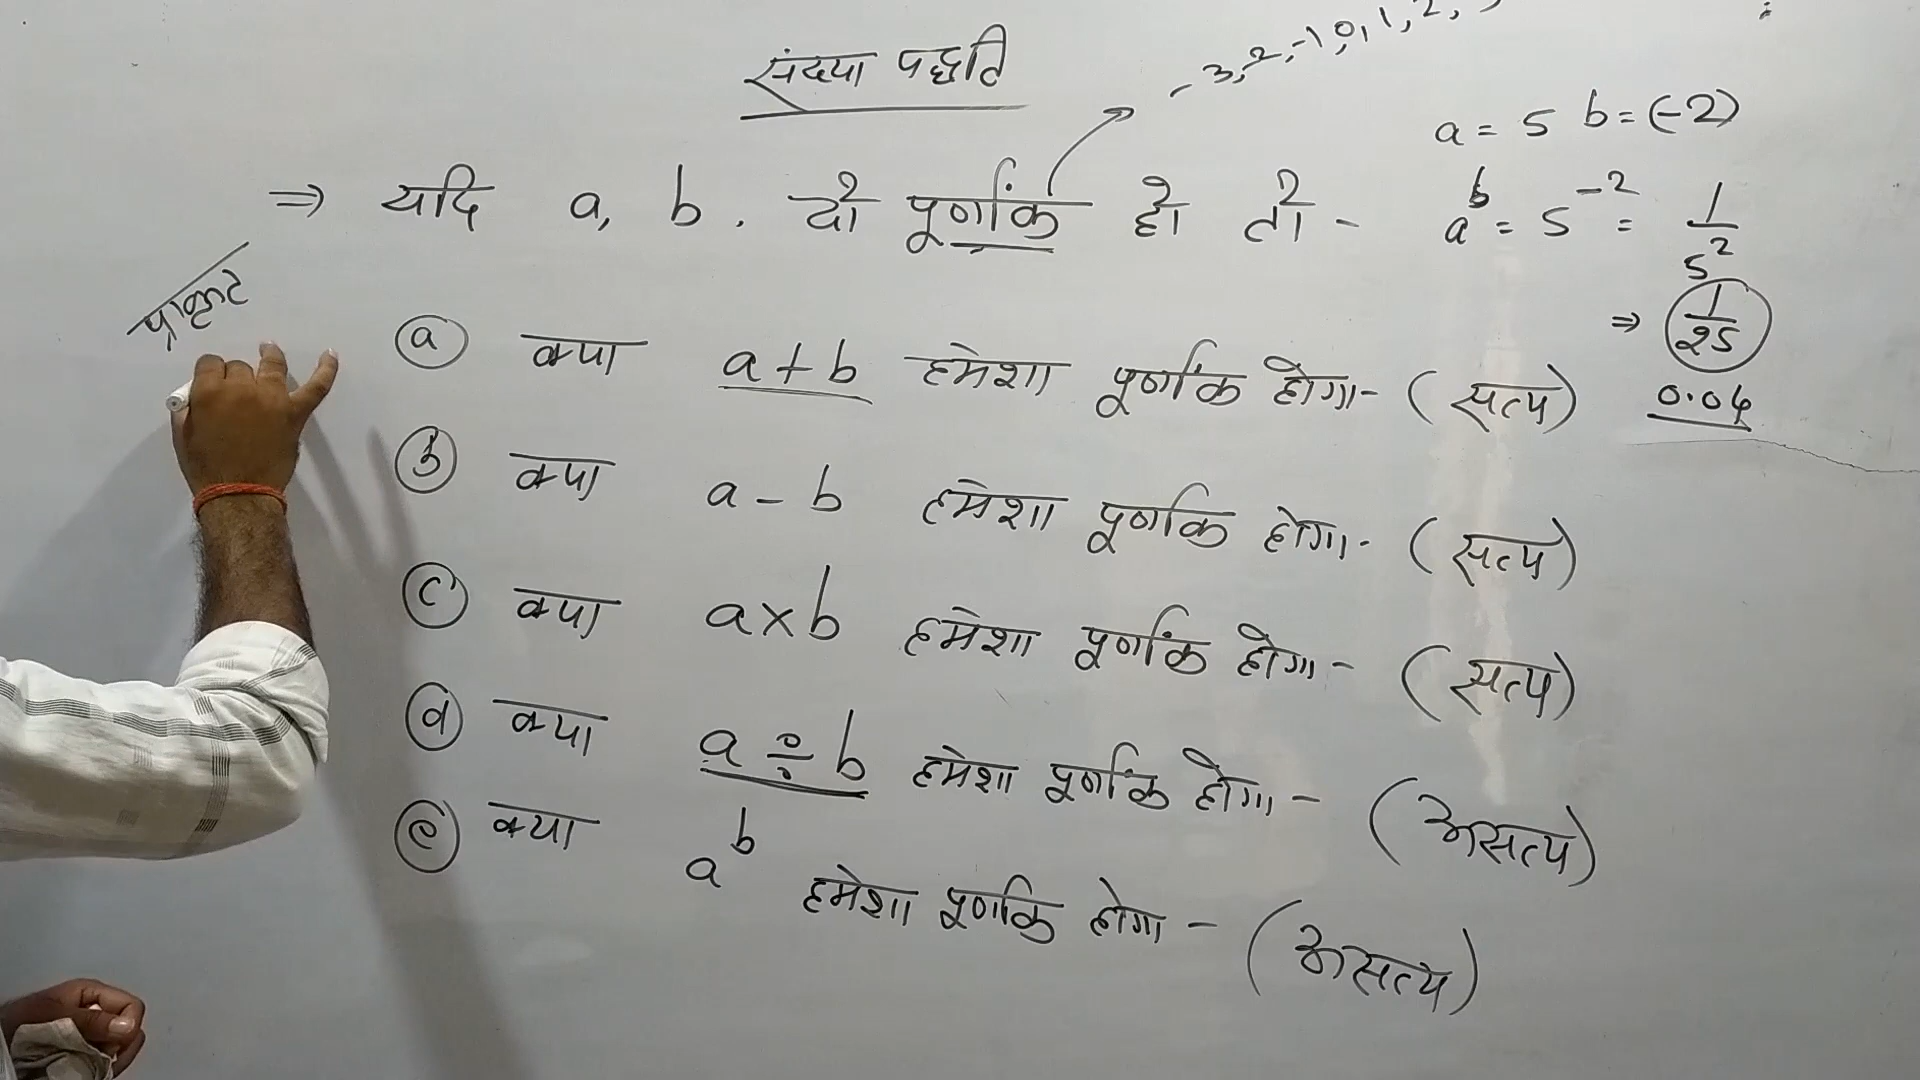 संख्या पद्धति
- 3, -2, -1, 0, 1, 2,
a = 5 b = (-2)
⇒ यदि a, b . दो पूर्णांक हो तो -
a^b = 5^-2 = 1/5^2
⇒ 1/25
0.04
(a) क्या a + b हमेशा पूर्णांक होगा - (सत्य)
(b) क्या a - b हमेशा पूर्णांक होगा - (सत्य)
(c) क्या a × b हमेशा पूर्णांक होगा - (सत्य)
(d) क्या a ÷ b हमेशा पूर्णांक होगा - (असत्य)
(e) क्या a^b हमेशा पूर्णांक होगा - (असत्य)